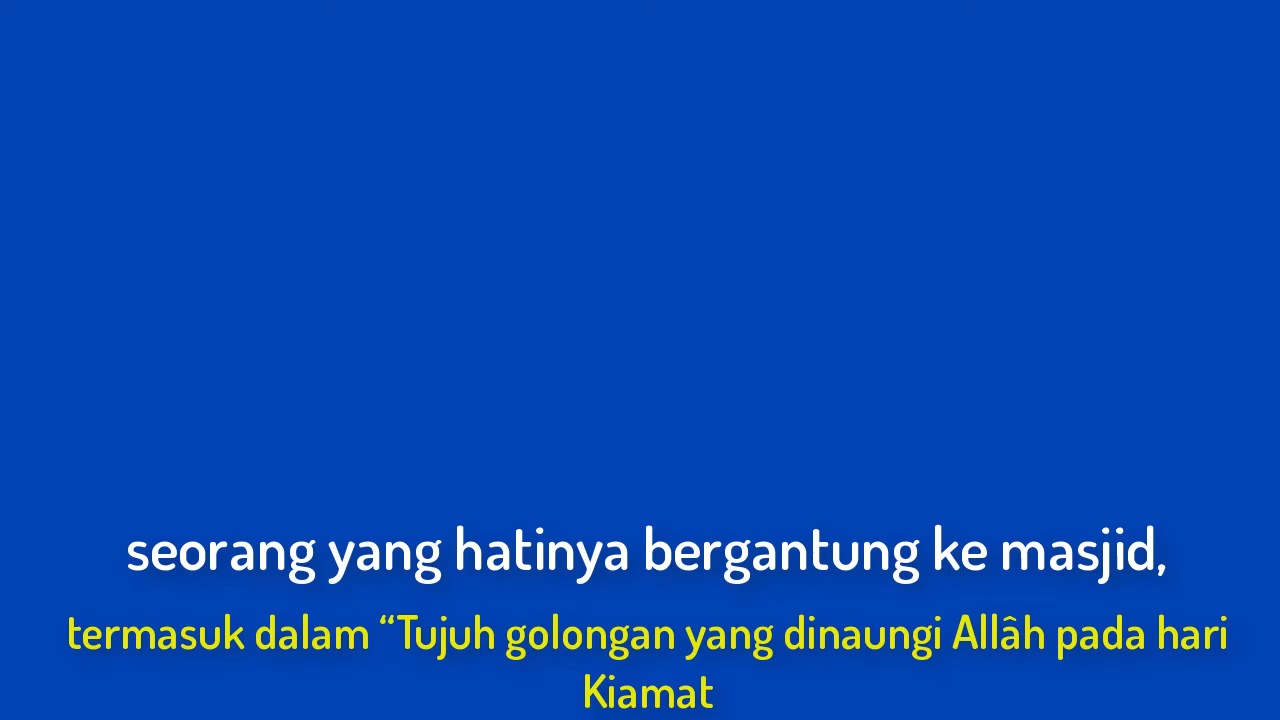 seorang yang hatinya bergantung ke masjid,
termasuk dalam “Tujuh golongan yang dinaungi Allâh pada hari
Kiamat